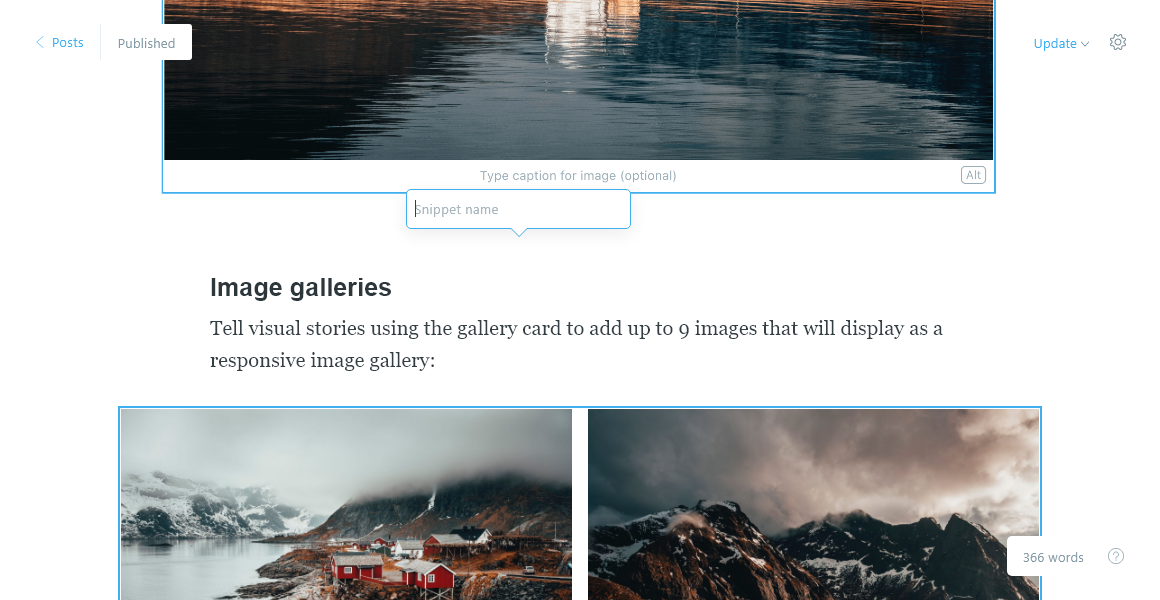 Posts
Published
Update
Type caption for image (optional)
Alt
Snippet name
Image galleries
Tell visual stories using the gallery card to add up to 9 images that will display as a
responsive image gallery:
366 words
?